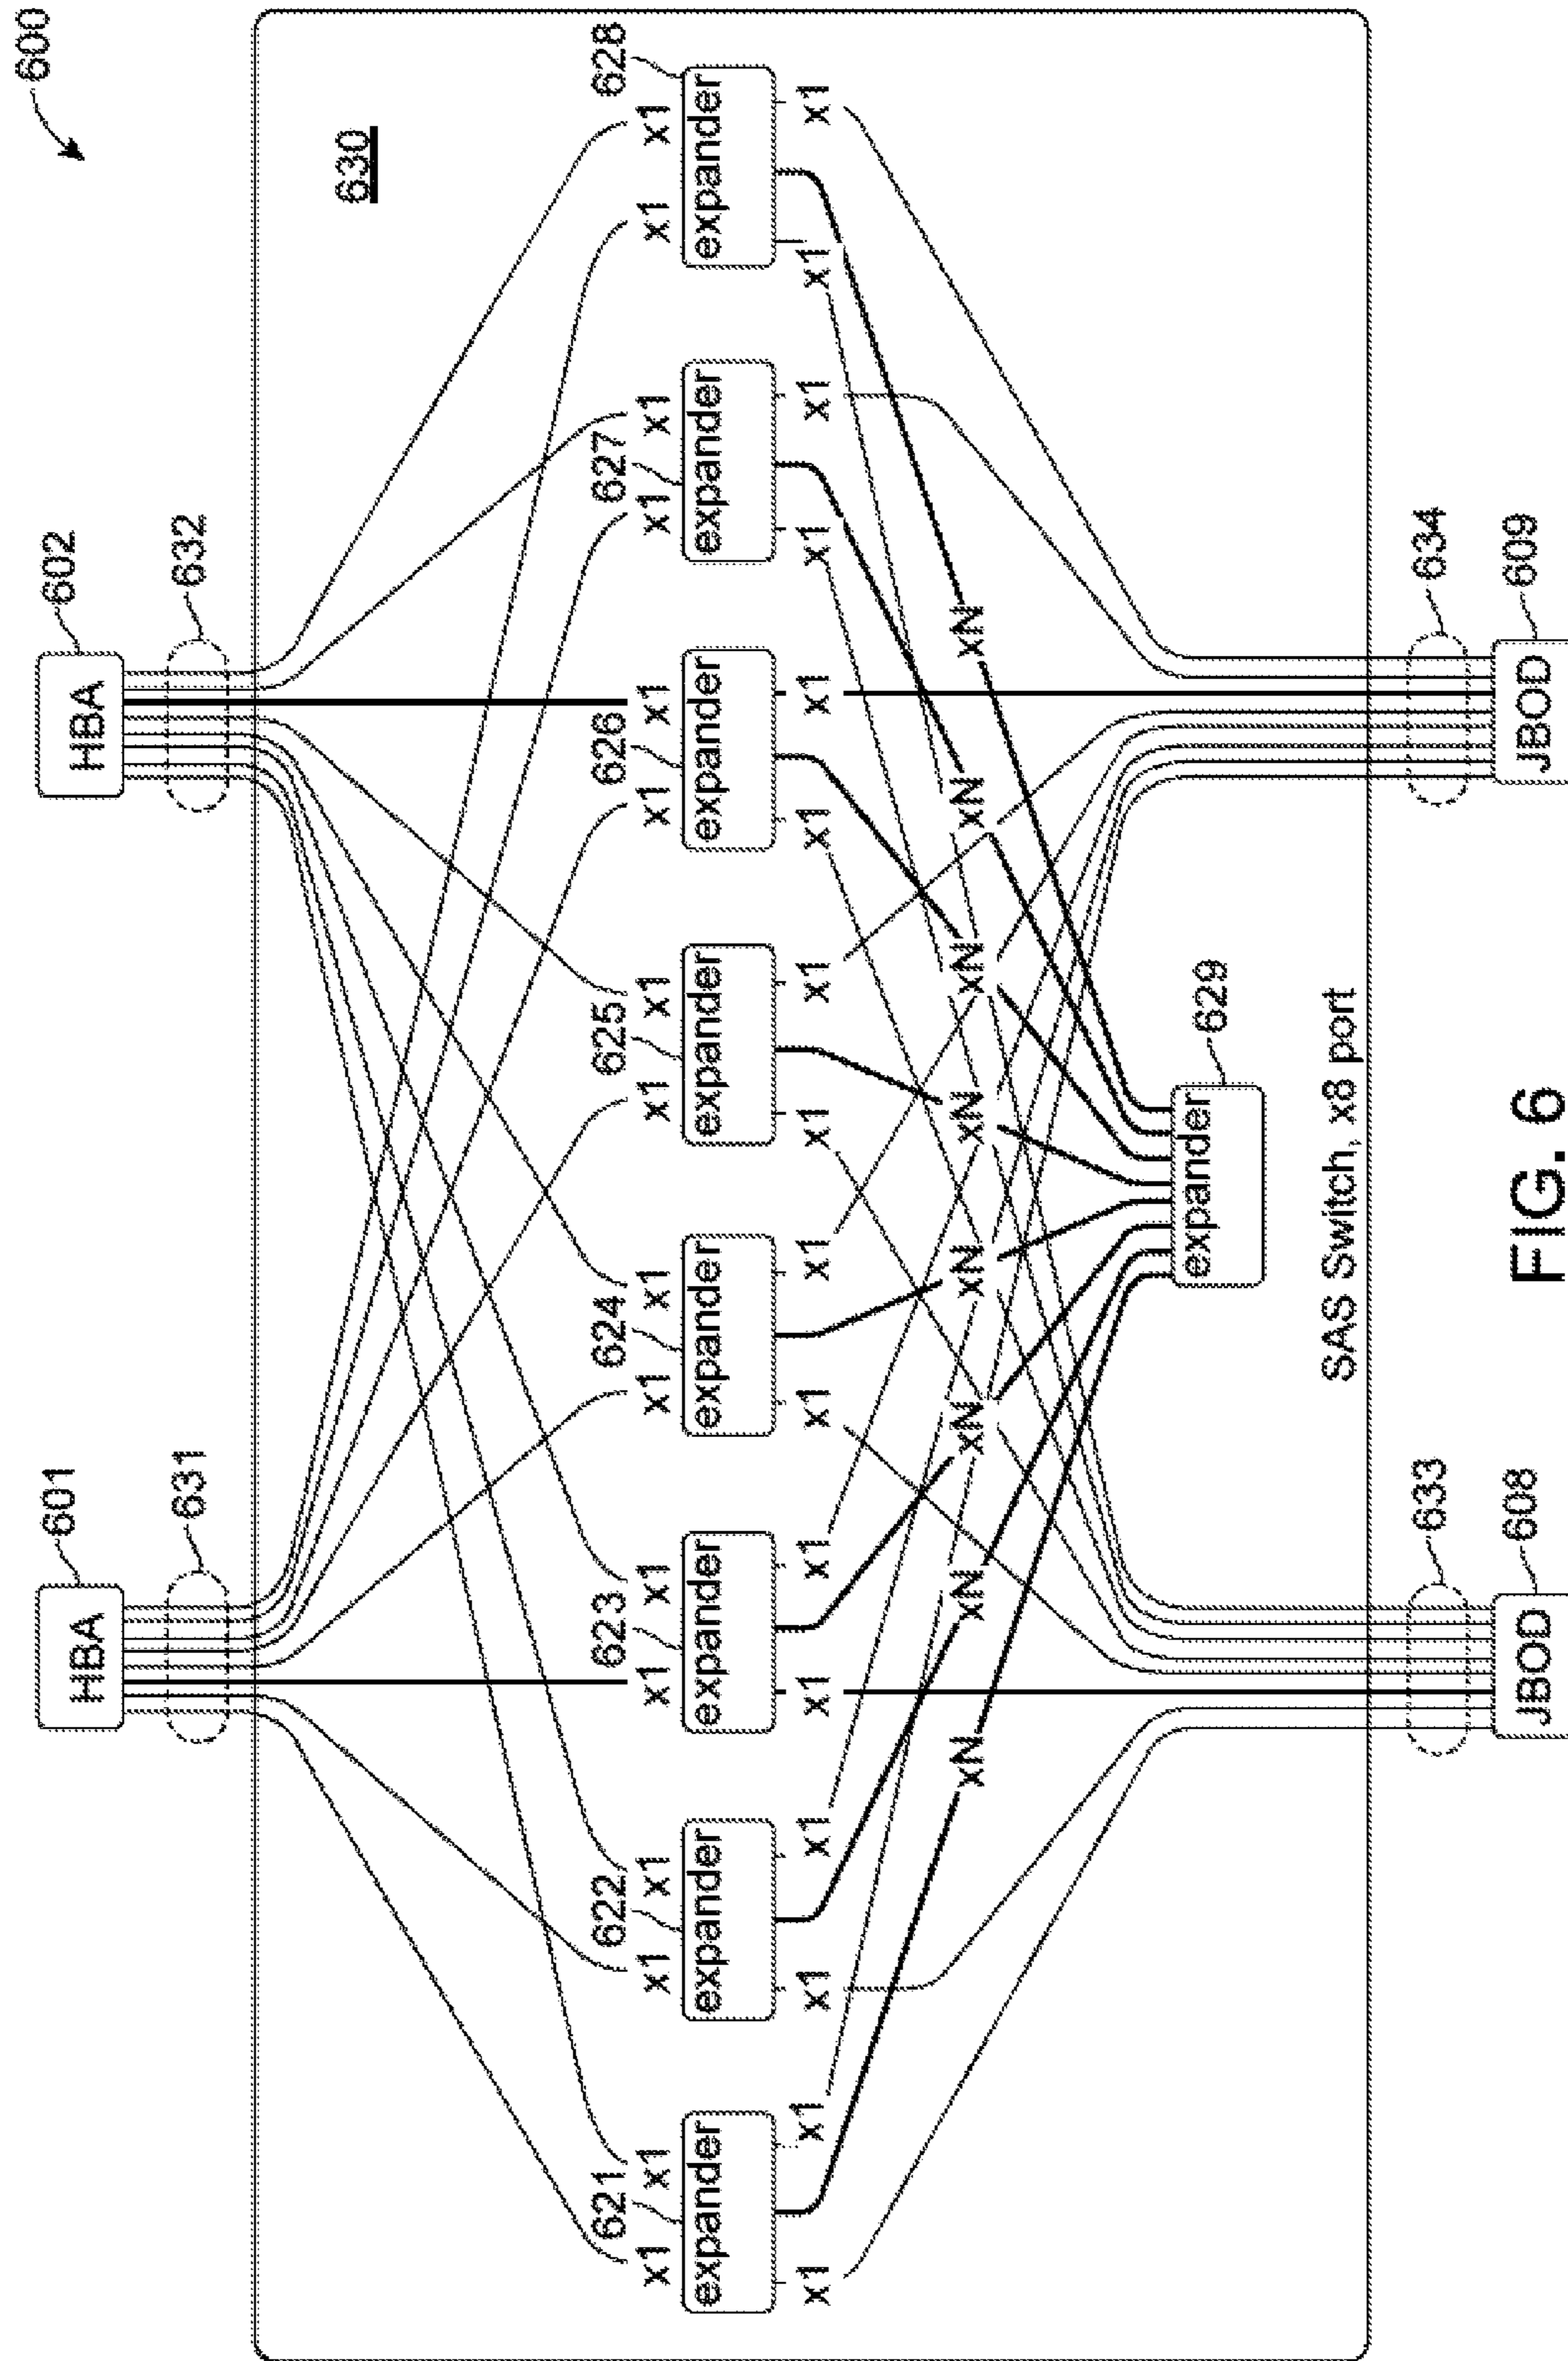 600
601
602
HBA
HBA
631
632
630
621
622
623
624
625
626
627
628
x1 x1 x1 x1 x1 x1 x1 x1 x1 x1 x1 x1 x1 x1 x1 x1
expander expander expander expander expander expander expander expander
x1 x1 x1 x1 x1 x1 x1 x1 x1 x1 x1 x1 x1 x1 x1 x1
xN xN xN xN xN xN xN xN
expander
629
SAS Switch, x8 port
633
634
608
609
JBOD
JBOD
FIG. 6